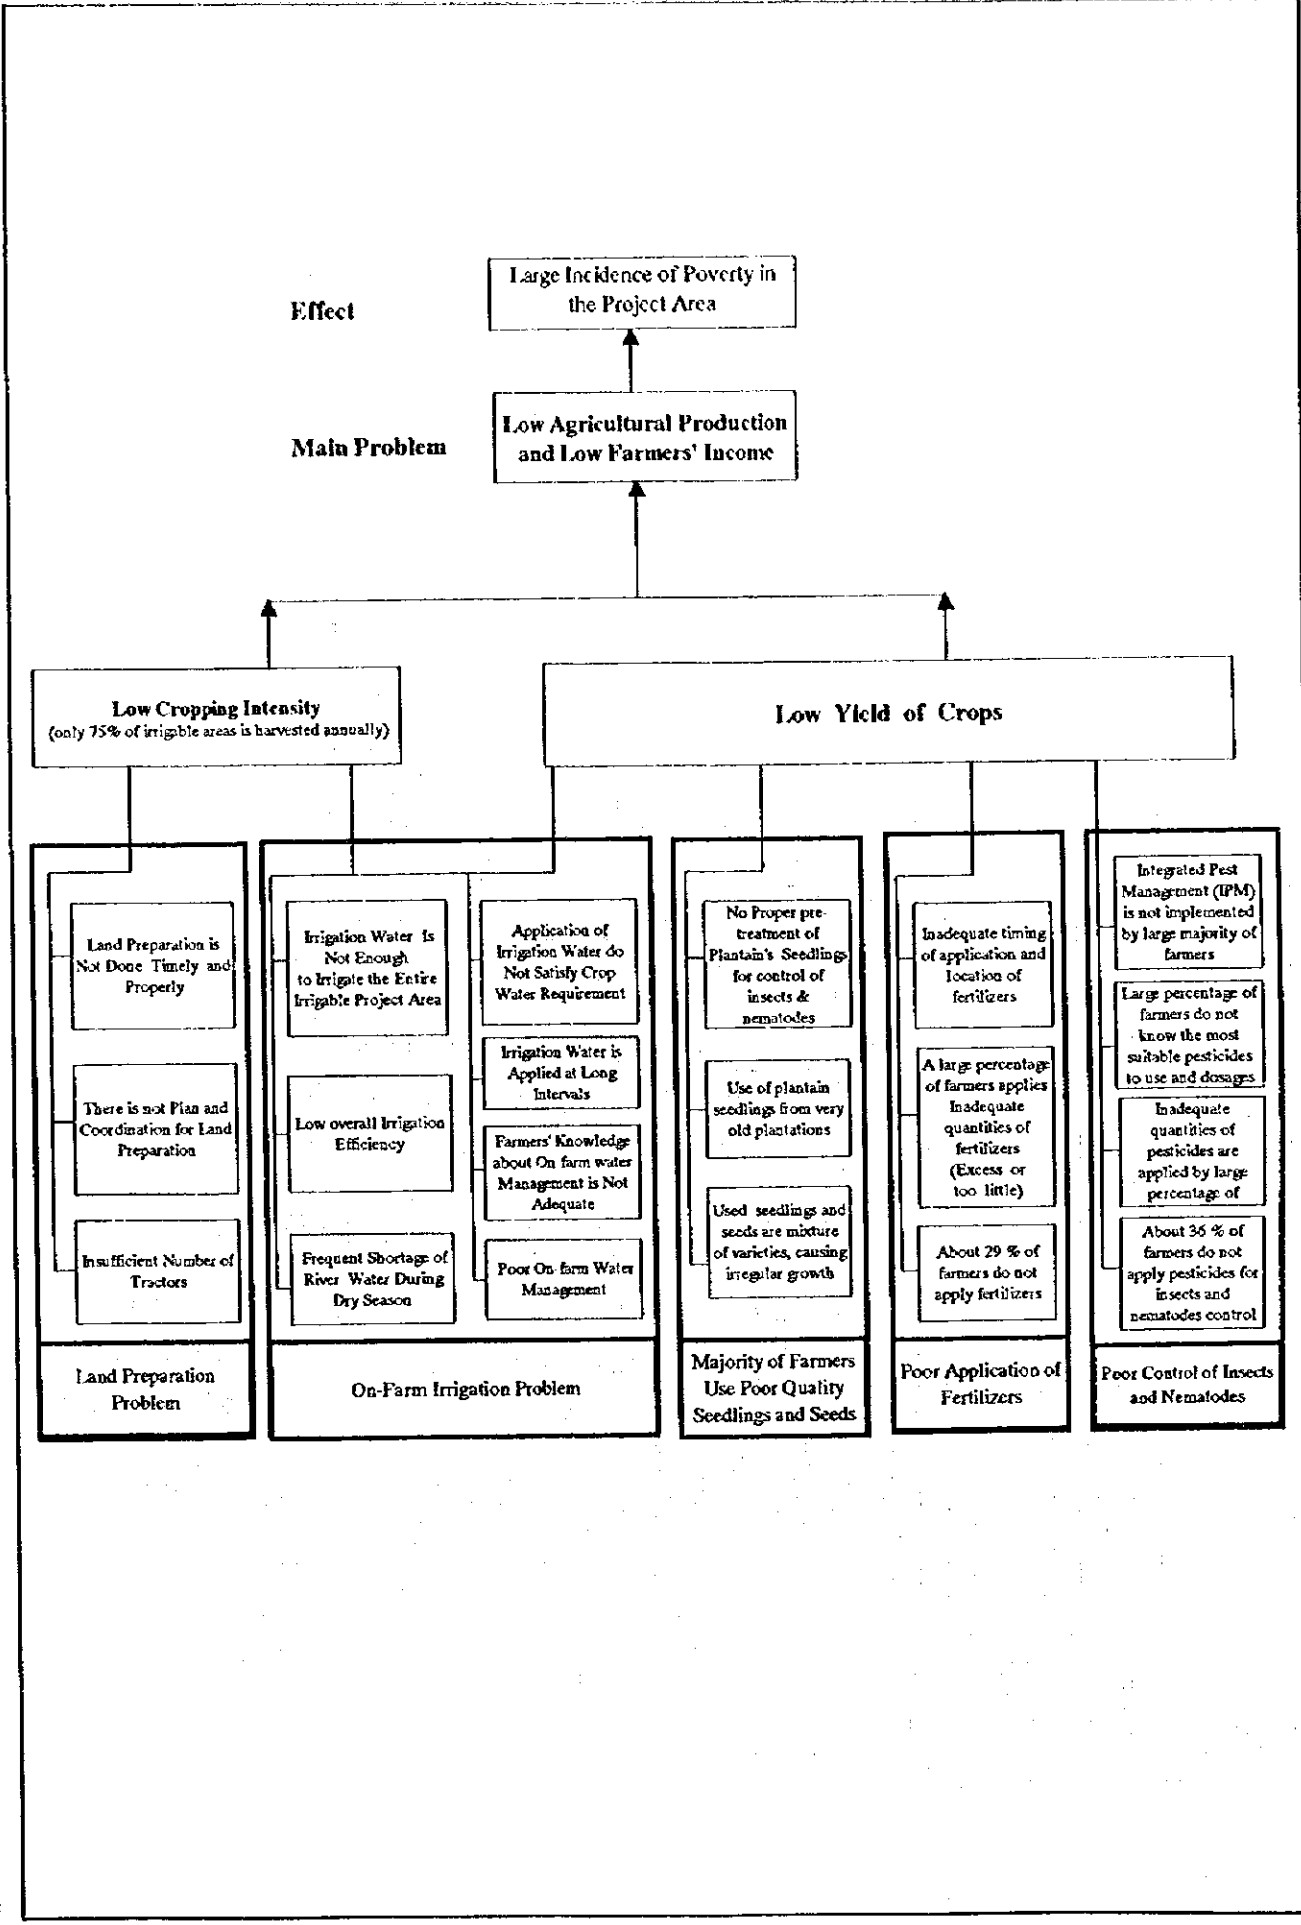 Effect
Large Incidence of Poverty in
the Project Area
Main Problem
Low Agricultural Production
and Low Farmers' Income
Low Cropping Intensity
(only 75% of irrigable areas is harvested annually)
Low Yield of Crops
Land Preparation is
Not Done Timely and
Properly
There is not Plan and
Coordination for Land
Preparation
Insufficient Number of
Tractors
Land Preparation
Problem
Irrigation Water Is
Not Enough
to Irrigate the Entire
Irrigable Project Area
Low overall Irrigation
Efficiency
Frequent Shortage of
River Water During
Dry Season
Application of
Irrigation Water do
Not Satisfy Crop
Water Requirement
Irrigation Water is
Applied at Long
Intervals
Farmers' Knowledge
about On farm water
Management is Not
Adequate
Poor On-farm Water
Management
On-Farm Irrigation Problem
No Proper pre-
treatment of
Plantain's Seedlings
for control of
insects &
nematodes
Use of plantain
seedlings from very
old plantations
Used seedlings and
seeds are mixture
of varieties, causing
irregular growth
Majority of Farmers
Use Poor Quality
Seedlings and Seeds
Inadequate timing
of application and
location of
fertilizers
A large percentage
of farmers applies
Inadequate
quantities of
fertilizers
(Excess or
too little)
About 29 % of
farmers do not
apply fertilizers
Poor Application of
Fertilizers
Integrated Pest
Management (IPM)
is not implemented
by large majority of
farmers
Large percentage of
farmers do not
know the most
suitable pesticides
to use and dosages
Inadequate
quantities of
pesticides are
applied by large
percentage of
About 36 % of
farmers do not
apply pesticides for
insects and
nematodes control
Poor Control of Insects
and Nematodes